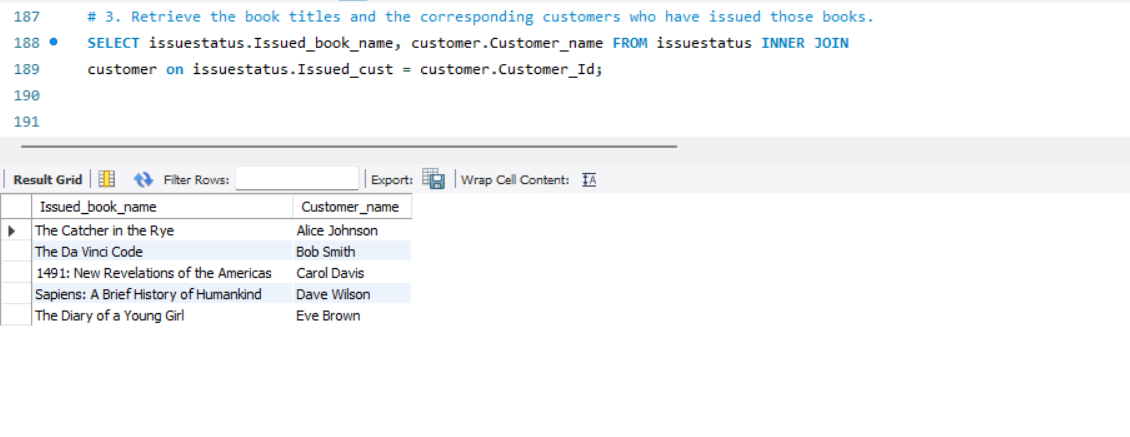 187 # 3. Retrieve the book titles and the corresponding customers who have issued those books.
188 SELECT issuestatus.Issued_book_name, customer.Customer_name FROM issuestatus INNER JOIN
189 customer on issuestatus.Issued_cust = customer.Customer_Id;
190
191
Result Grid Filter Rows: Export: Wrap Cell Content: IA
Issued_book_name Customer_name
The Catcher in the Rye Alice Johnson
The Da Vinci Code Bob Smith
1491: New Revelations of the Americas Carol Davis
Sapiens: A Brief History of Humankind Dave Wilson
The Diary of a Young Girl Eve Brown